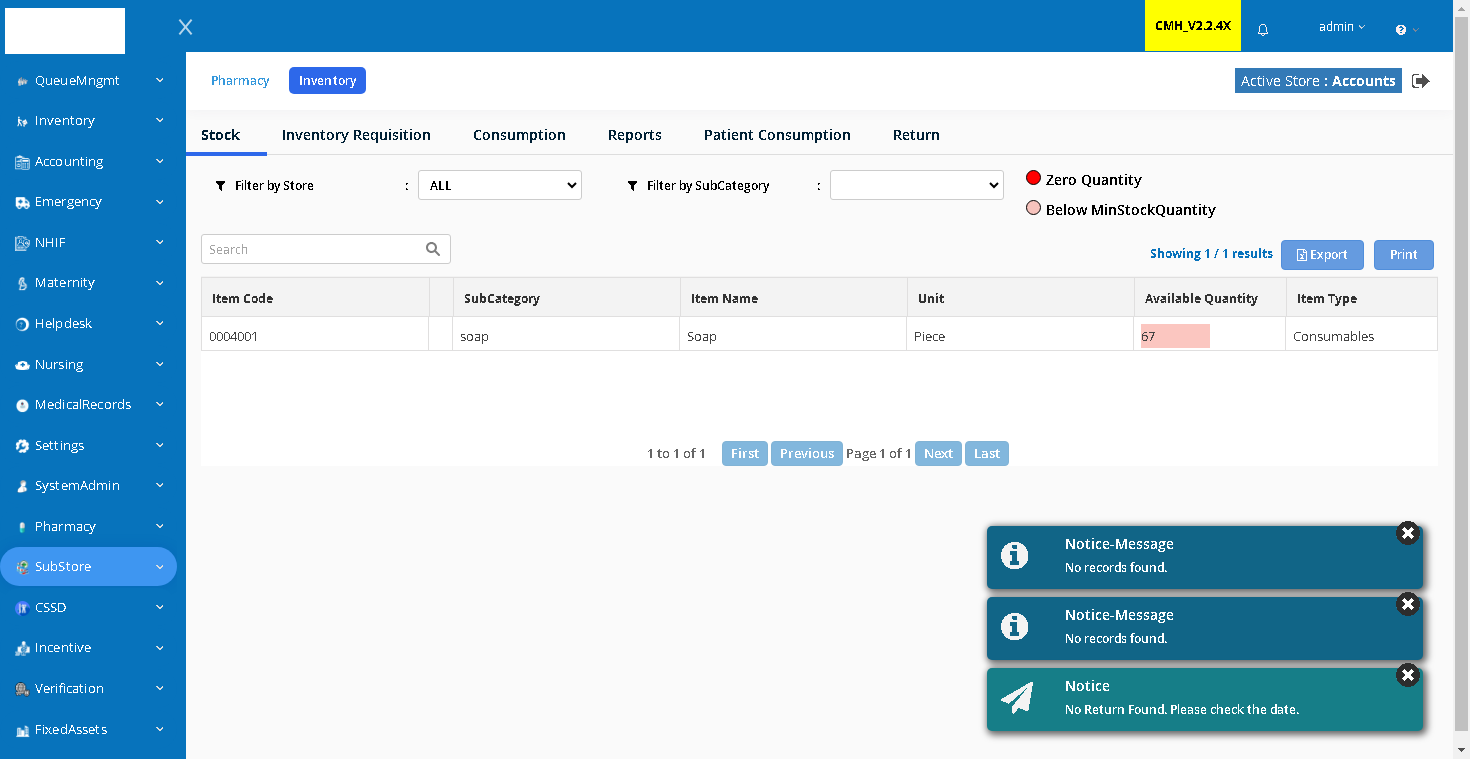 CMH_V2.2.4X
admin
QueueMngmt
Inventory
Accounting
Emergency
NHIF
Maternity
Helpdesk
Nursing
MedicalRecords
Settings
SystemAdmin
Pharmacy
SubStore
CSSD
Incentive
Verification
FixedAssets
Pharmacy
Inventory
Active Store : Accounts
Stock
Inventory Requisition
Consumption
Reports
Patient Consumption
Return
Filter by Store : ALL
Filter by SubCategory :
Zero Quantity
Below MinStockQuantity
Search
Showing 1 / 1 results
Export
Print
Item Code SubCategory Item Name Unit Available Quantity Item Type
0004001 soap Soap Piece 67 Consumables
1 to 1 of 1 First Previous Page 1 of 1 Next Last
Notice-Message
No records found.
Notice-Message
No records found.
Notice
No Return Found. Please check the date.